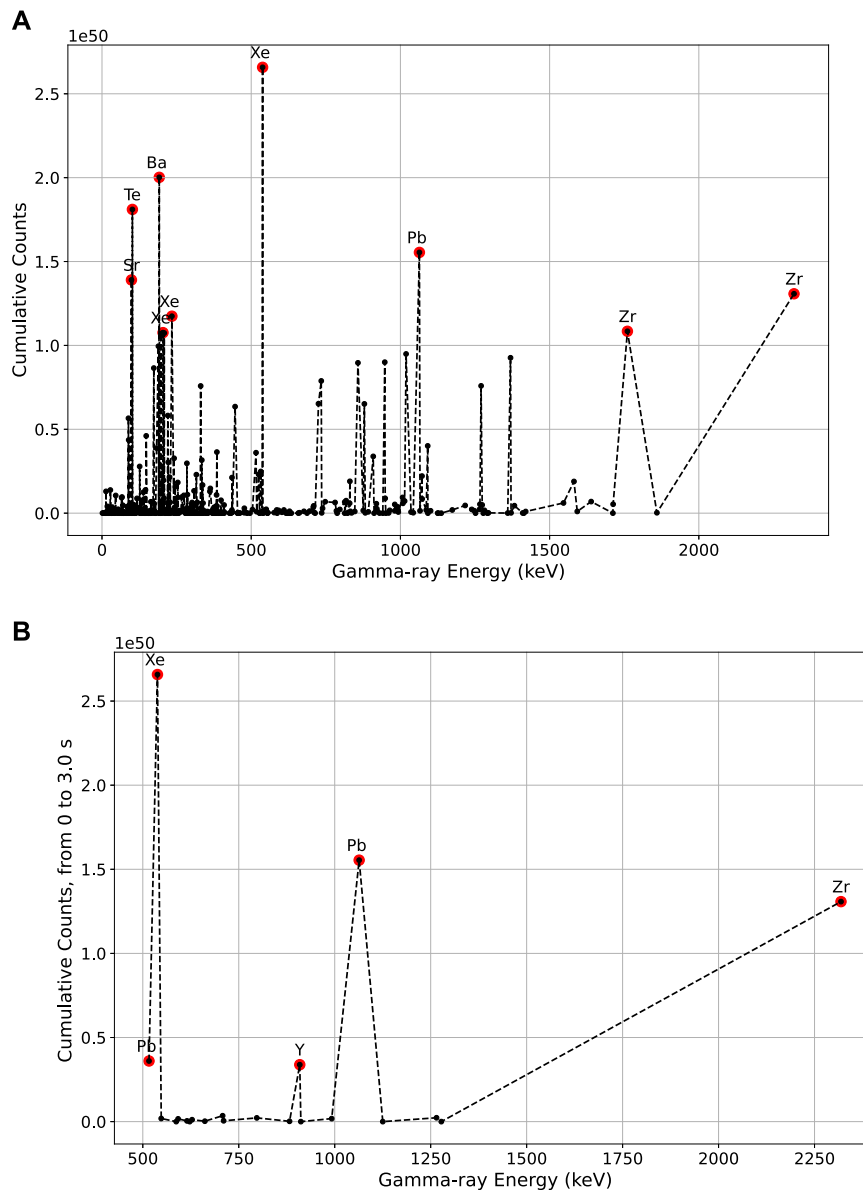 A
1e50
Xe
Ba
Te
Pb
Sr
Xe
Zr
Xe
Zr
2.5
2.0
1.5
1.0
0.5
0.0
Cumulative Counts
0 500 1000 1500 2000
Gamma-ray Energy (keV)
B
1e50
Xe
Pb
Zr
Pb
Y
2.5
2.0
1.5
1.0
0.5
0.0
Cumulative Counts, from 0 to 3.0 s
500 750 1000 1250 1500 1750 2000 2250
Gamma-ray Energy (keV)